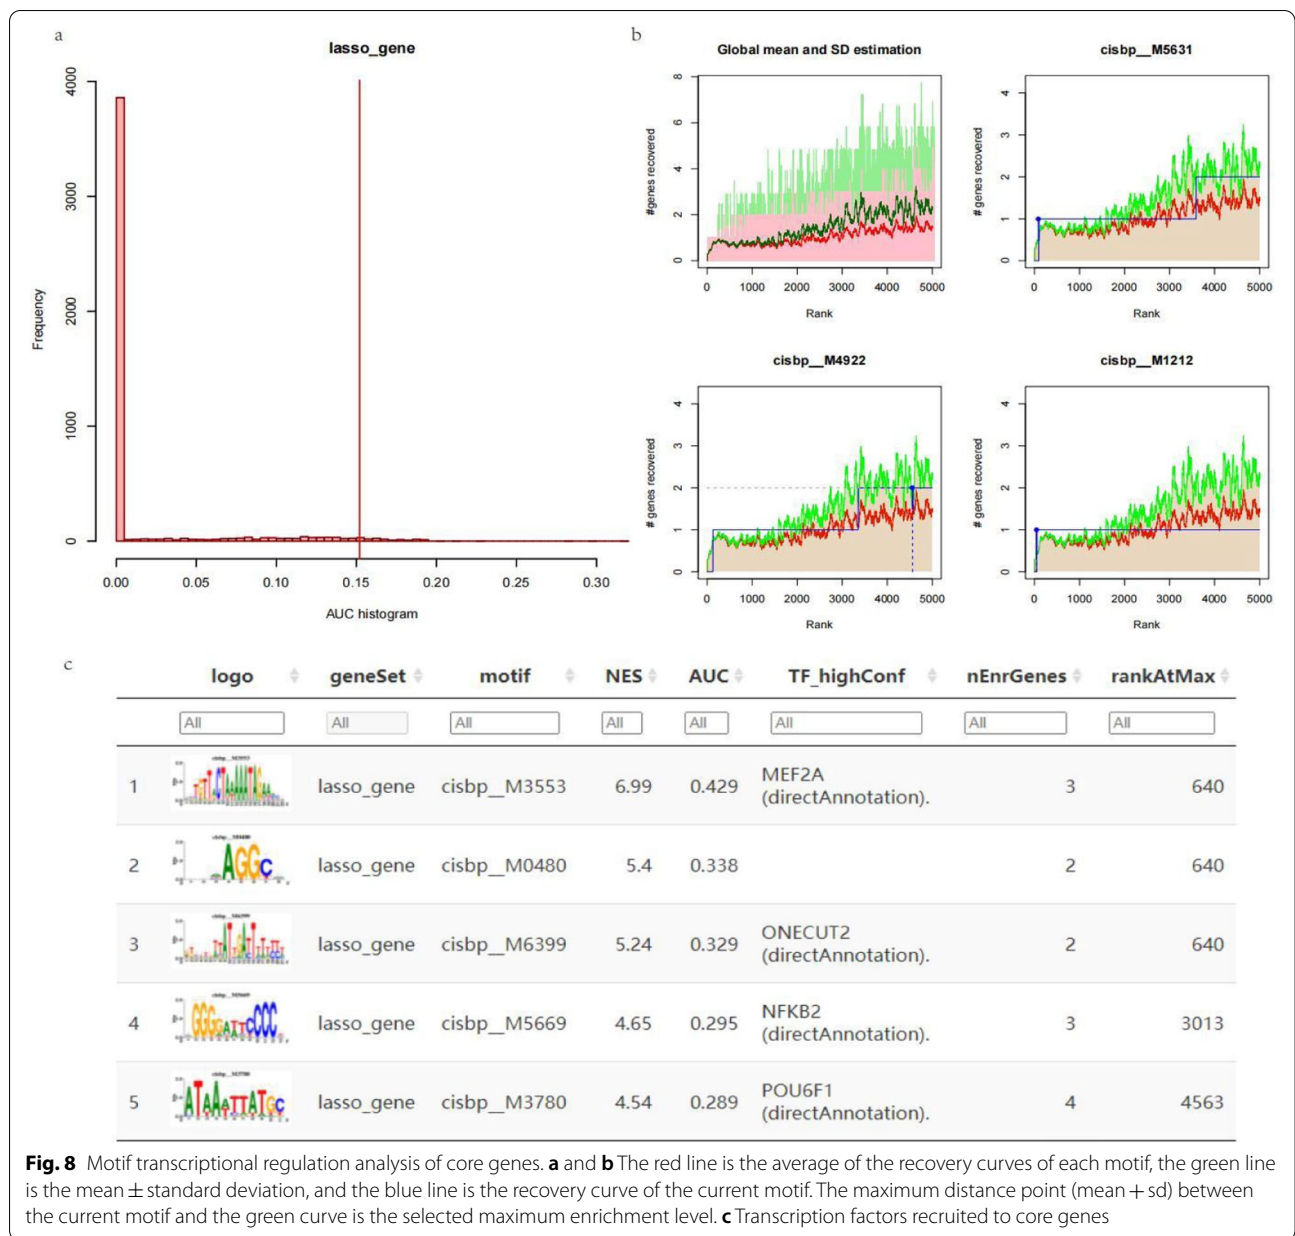 a
lasso_gene
4000
3000
2000
1000
0
Frequency
0.00 0.05 0.10 0.15 0.20 0.25 0.30
AUC histogram
b
Global mean and SD estimation
8
6
4
2
0
#genes recovered
0 1000 2000 3000 4000 5000
Rank
cisbp__M5631
4
3
2
1
0
# genes recovered
0 1000 2000 3000 4000 5000
Rank
cisbp__M4922
4
3
2
1
0
# genes recovered
0 1000 2000 3000 4000 5000
Rank
cisbp__M1212
4
3
2
1
0
# genes recovered
0 1000 2000 3000 4000 5000
Rank
c
logo geneSet motif NES AUC TF_highConf nEnrGenes rankAtMax
All All All All All All All All
1 cisbp__M3553 lasso_gene cisbp__M3553 6.99 0.429 MEF2A (directAnnotation). 3 640
2 cisbp__M0480 lasso_gene cisbp__M0480 5.4 0.338 2 640
3 cisbp__M6399 lasso_gene cisbp__M6399 5.24 0.329 ONECUT2 (directAnnotation). 2 640
4 cisbp__M5669 lasso_gene cisbp__M5669 4.65 0.295 NFKB2 (directAnnotation). 3 3013
5 cisbp__M3780 lasso_gene cisbp__M3780 4.54 0.289 POU6F1 (directAnnotation). 4 4563
Fig. 8 Motif transcriptional regulation analysis of core genes. a and b The red line is the average of the recovery curves of each motif, the green line
is the mean ± standard deviation, and the blue line is the recovery curve of the current motif. The maximum distance point (mean + sd) between
the current motif and the green curve is the selected maximum enrichment level. c Transcription factors recruited to core genes